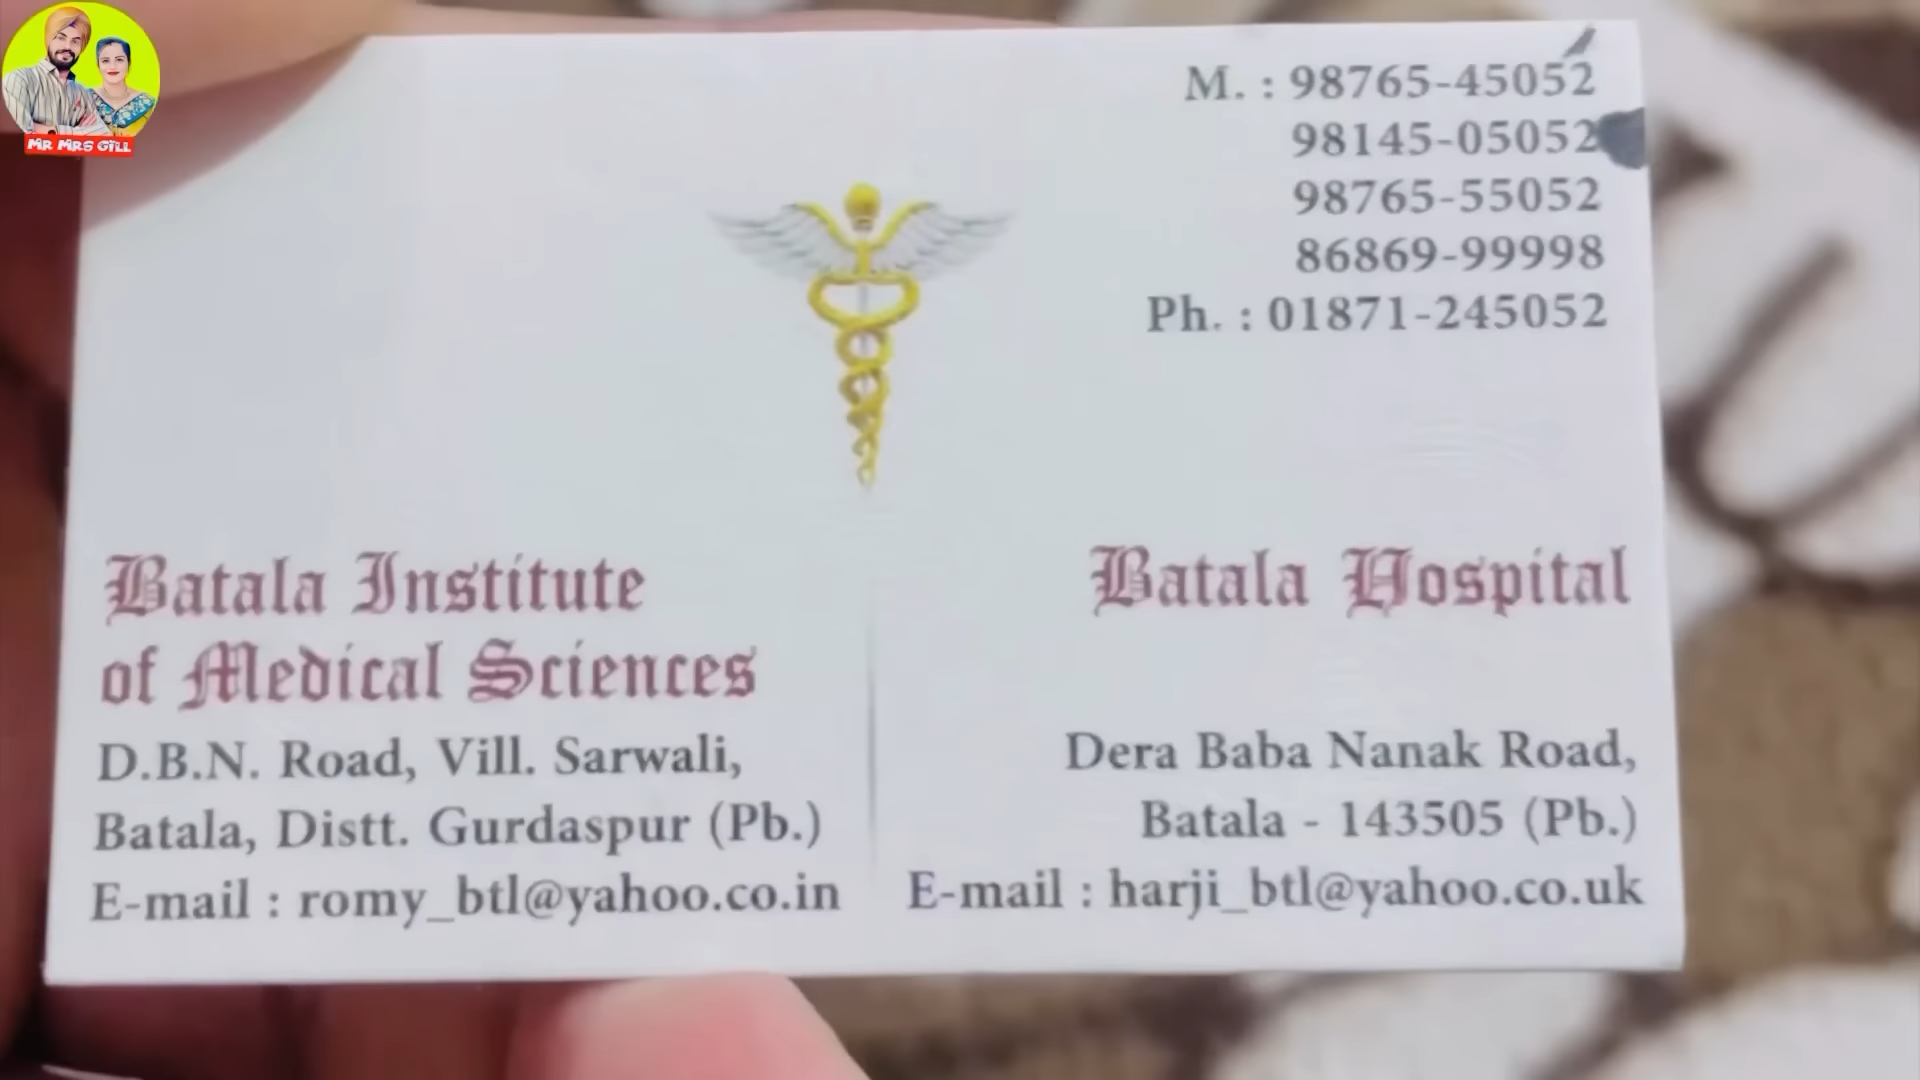 MR MRS GILL
M. : 98765-45052
98145-05052
98765-55052
86869-99998
Ph. : 01871-245052
Batala Institute
of Medical Sciences
D.B.N. Road, Vill. Sarwali,
Batala, Distt. Gurdaspur (Pb.)
E-mail : romy_btl@yahoo.co.in
Batala Hospital
Dera Baba Nanak Road,
Batala - 143505 (Pb.)
E-mail : harji_btl@yahoo.co.uk